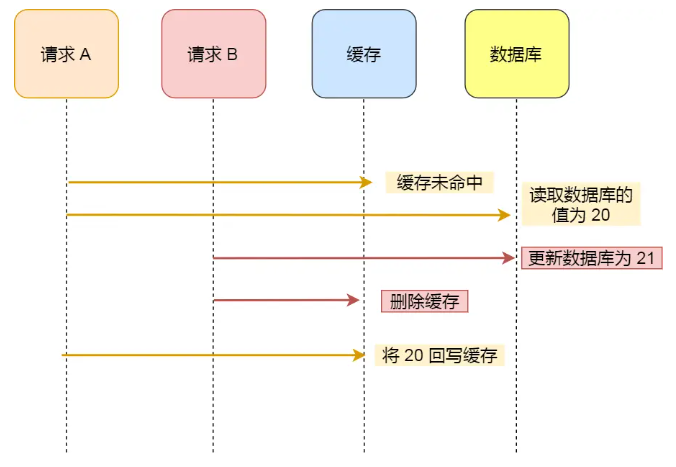 请求 A
请求 B
缓存
数据库
缓存未命中
读取数据库的
值为 20
更新数据库为 21
删除缓存
将 20 回写缓存